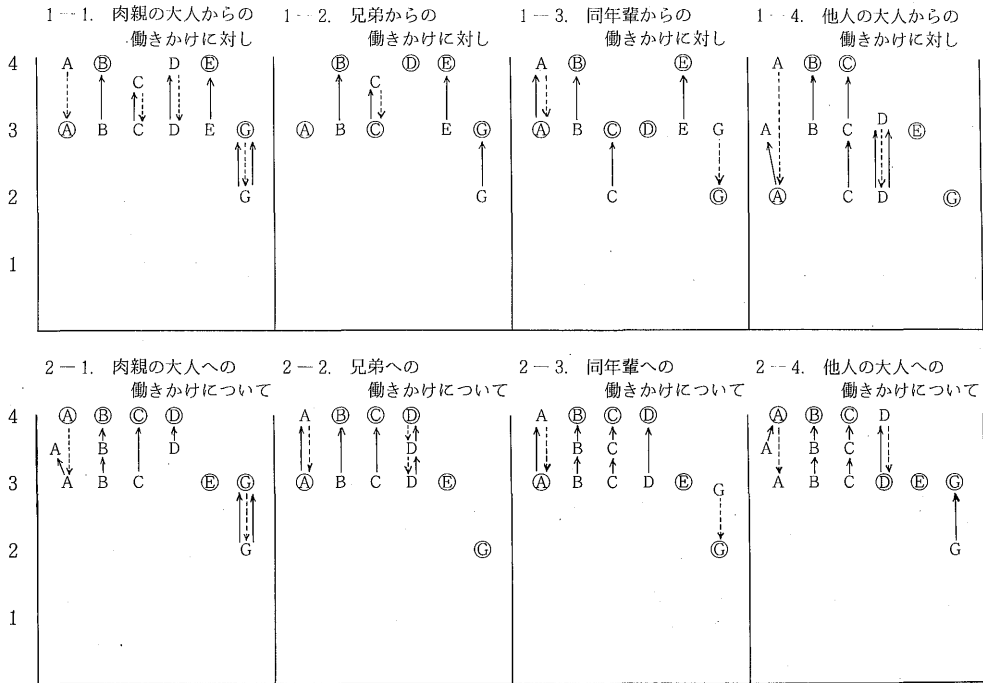 1—1. 肉親の大人からの
働きかけに対し
1—2. 兄弟からの
働きかけに対し
1—3. 同年輩からの
働きかけに対し
1—4. 他人の大人からの
働きかけに対し
4 A Ⓑ D Ⓔ Ⓑ Ⓓ Ⓔ A Ⓑ Ⓔ A Ⓑ Ⓒ
C C
D
3 Ⓐ B C D E Ⓖ Ⓐ B Ⓒ E Ⓖ Ⓐ B Ⓒ Ⓓ E G A B C Ⓔ
2 G G C Ⓖ Ⓐ C D Ⓖ
1
2—1. 肉親の大人への
働きかけについて
2—2. 兄弟への
働きかけについて
2—3. 同年輩への
働きかけについて
2—4. 他人の大人への
働きかけについて
4 Ⓐ Ⓑ Ⓒ Ⓓ A Ⓑ Ⓒ Ⓓ A Ⓑ Ⓒ Ⓓ Ⓐ Ⓑ Ⓒ D
A B D D B C A B C
3 A B C Ⓔ Ⓖ Ⓐ B C D Ⓔ Ⓐ B C D Ⓔ G A B C Ⓓ Ⓔ Ⓖ
2 G Ⓖ Ⓖ G
1